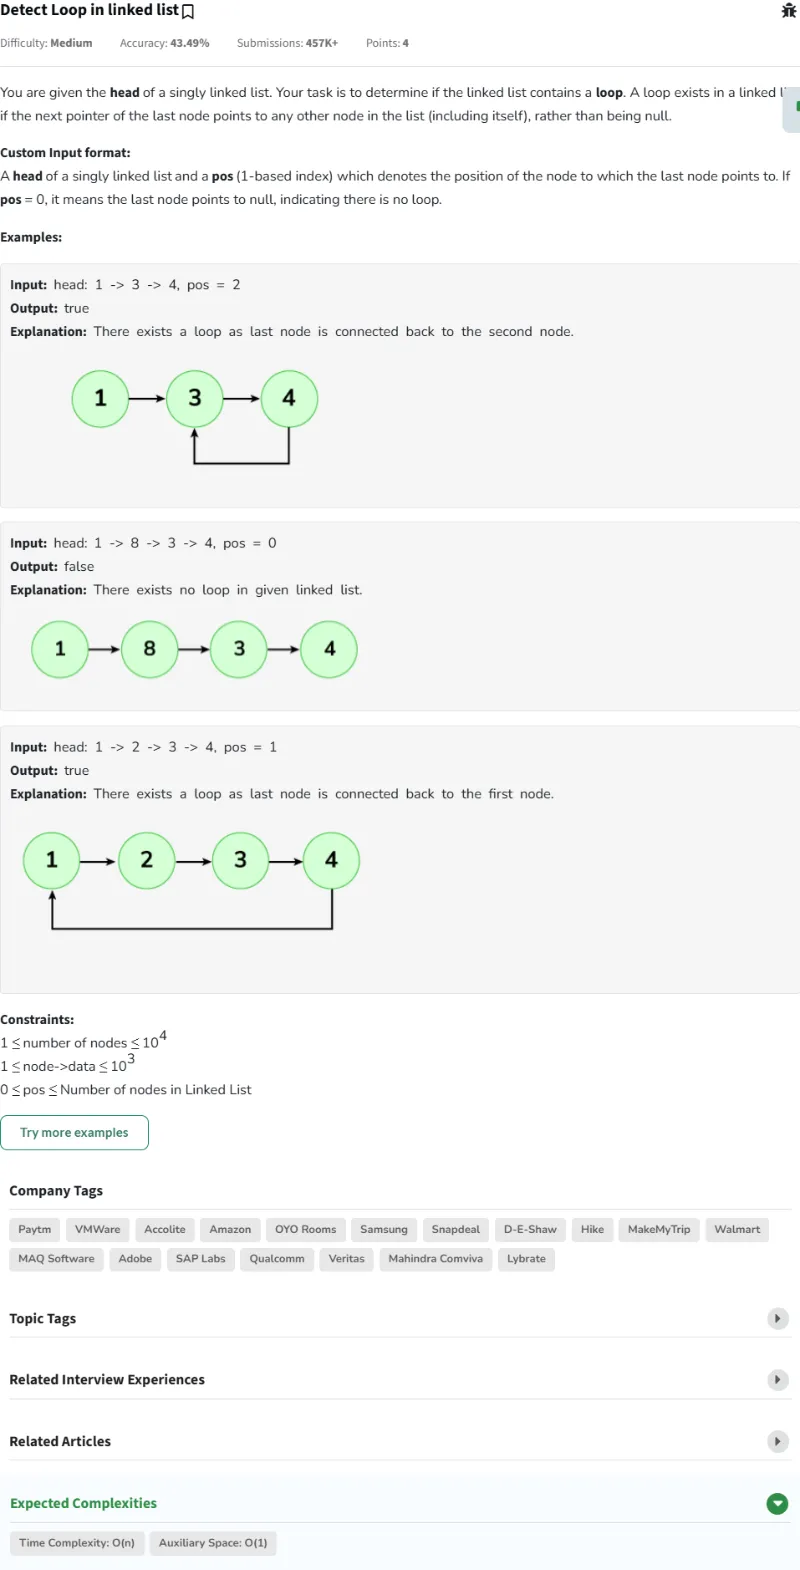 Detect Loop in linked list
Difficulty: Medium Accuracy: 43.49% Submissions: 457K+ Points: 4
You are given the head of a singly linked list. Your task is to determine if the linked list contains a loop. A loop exists in a linked
if the next pointer of the last node points to any other node in the list (including itself), rather than being null.
Custom Input format:
A head of a singly linked list and a pos (1-based index) which denotes the position of the node to which the last node points to. If
pos = 0, it means the last node points to null, indicating there is no loop.
Examples:
Input: head: 1 -> 3 -> 4, pos = 2
Output: true
Explanation: There exists a loop as last node is connected back to the second node.
1 3 4
Input: head: 1 -> 8 -> 3 -> 4, pos = 0
Output: false
Explanation: There exists no loop in given linked list.
1 8 3 4
Input: head: 1 -> 2 -> 3 -> 4, pos = 1
Output: true
Explanation: There exists a loop as last node is connected back to the first node.
1 2 3 4
Constraints:
1 ≤ number of nodes ≤ 10⁴
1 ≤ node->data ≤ 10³
0 ≤ pos ≤ Number of nodes in Linked List
Try more examples
Company Tags
Paytm VMWare Accolite Amazon OYO Rooms Samsung Snapdeal D-E-Shaw Hike MakeMyTrip Walmart
MAQ Software Adobe SAP Labs Qualcomm Veritas Mahindra Comviva Lybrate
Topic Tags
Related Interview Experiences
Related Articles
Expected Complexities
Time Complexity: O(n) Auxiliary Space: O(1)